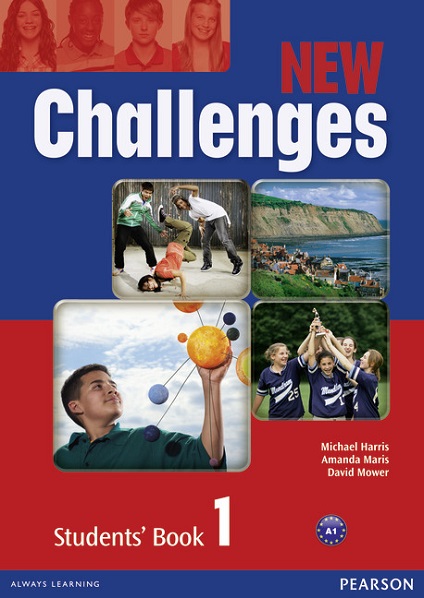 NEW
Challenges
Michael Harris
Amanda Maris
David Mower
Students' Book 1
A1
ALWAYS LEARNING
PEARSON